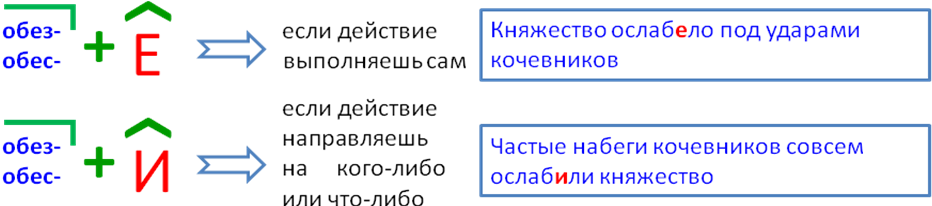 обез-
обес-
+ Е
если действие
выполняешь сам
Княжество ослабело под ударами
кочевников
обез-
обес-
+ И
если действие
направляешь
на кого-либо
или что-либо
Частые набеги кочевников совсем
ослабили княжество